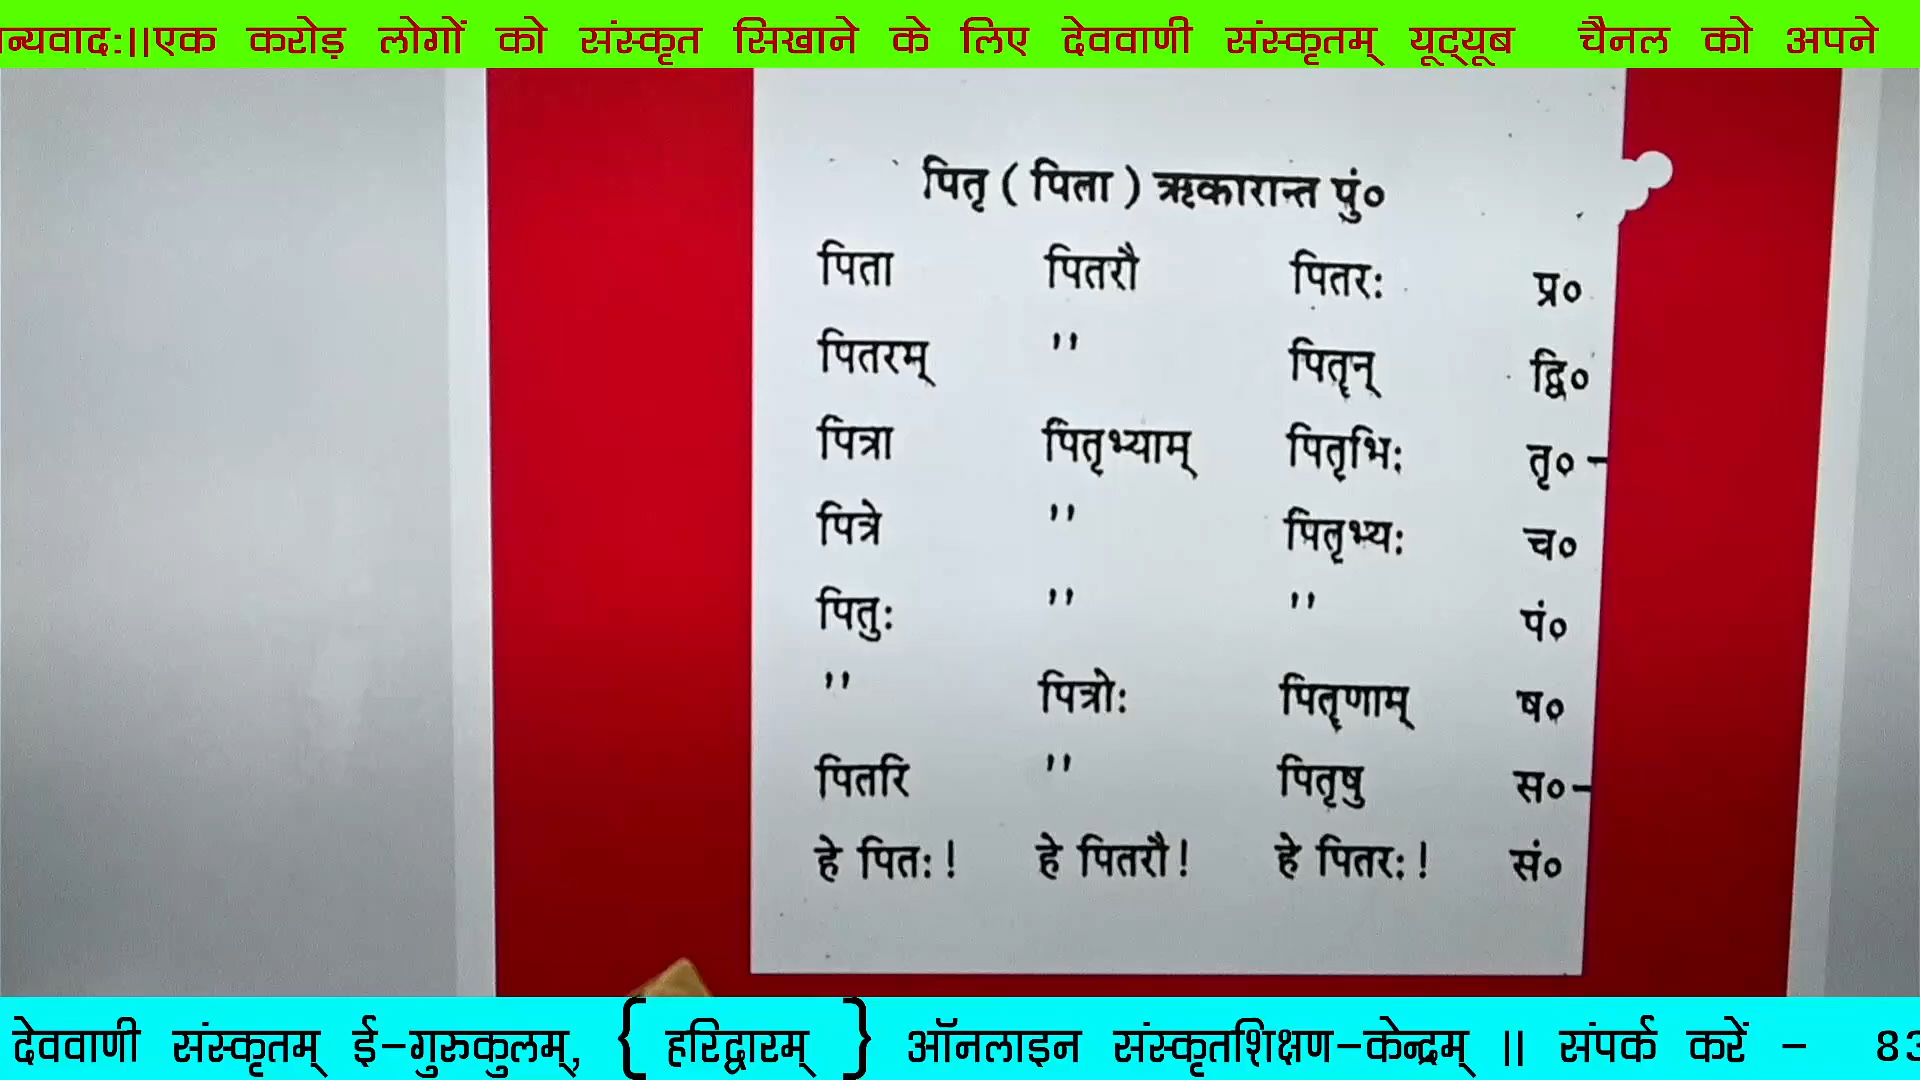 न्यवादः||एक करोड़ लोगों को संस्कृत सिखाने के लिए देववाणी संस्कृतम् यूट्यूब चैनल को अपने
पितृ ( पिता ) ऋकारान्त पुं०
पिता पितरौ पितरः प्र०
पितरम् '' पितॄन् द्वि०
पित्रा पितृभ्याम् पितृभिः तृ० -
पित्रे '' पितृभ्यः च०
पितुः '' '' पं०
'' पित्रोः पितॄणाम् ष०
पितरि '' पितृषु स० -
हे पितः ! हे पितरौ ! हे पितरः ! सं०
देववाणी संस्कृतम् ई-गुरुकुलम्, { हरिद्वारम् } ऑनलाइन संस्कृतशिक्षण-केन्द्रम् || संपर्क करें - 83